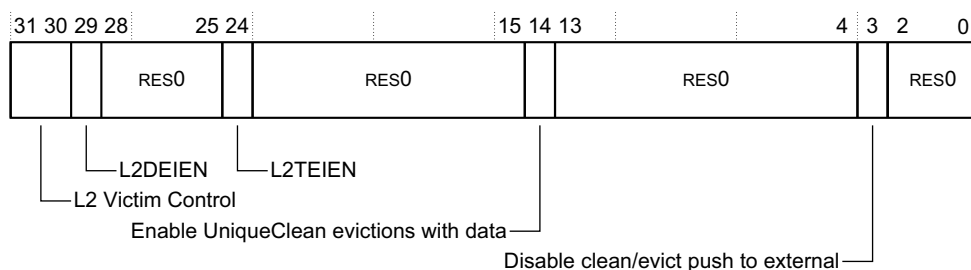 31 30 29 28 25 24 15 14 13 4 3 2 0
RES0 RES0 RES0 RES0
L2DEIEN L2TEIEN
L2 Victim Control
Enable UniqueClean evictions with data
Disable clean/evict push to external